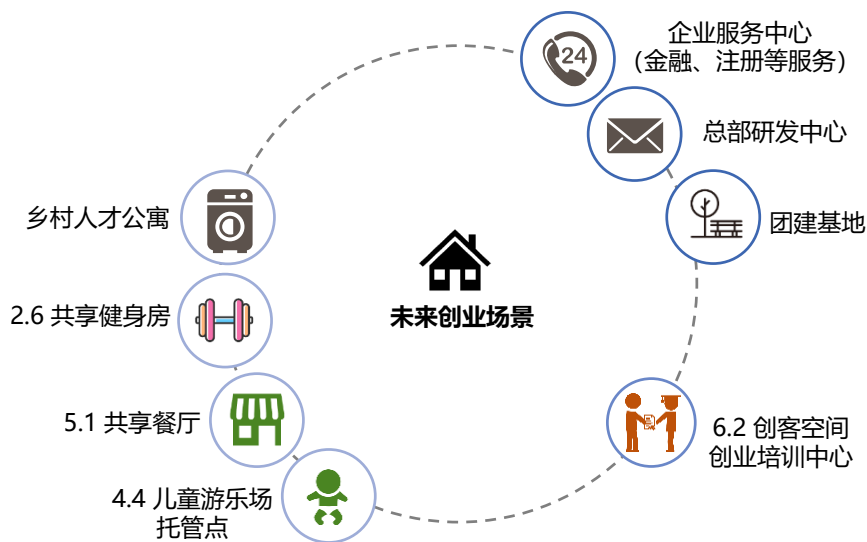 企业服务中心
（金融、注册等服务）
24
总部研发中心
乡村人才公寓
团建基地
2.6 共享健身房
未来创业场景
5.1 共享餐厅
6.2 创客空间
创业培训中心
4.4 儿童游乐场
托管点